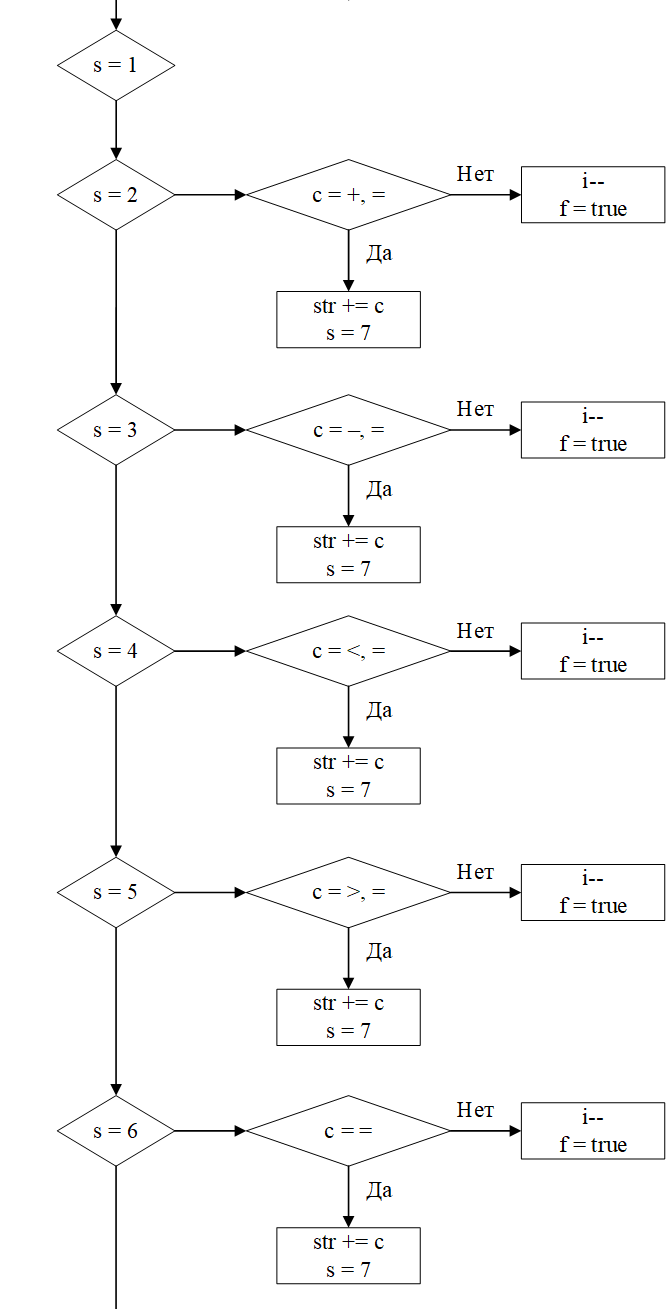 s = 1
s = 2
c = +, =
Нет
i--
f = true
Да
str += c
s = 7
s = 3
c = –, =
Нет
i--
f = true
Да
str += c
s = 7
s = 4
c = <, =
Нет
i--
f = true
Да
str += c
s = 7
s = 5
c = >, =
Нет
i--
f = true
Да
str += c
s = 7
s = 6
c = =
Нет
i--
f = true
Да
str += c
s = 7